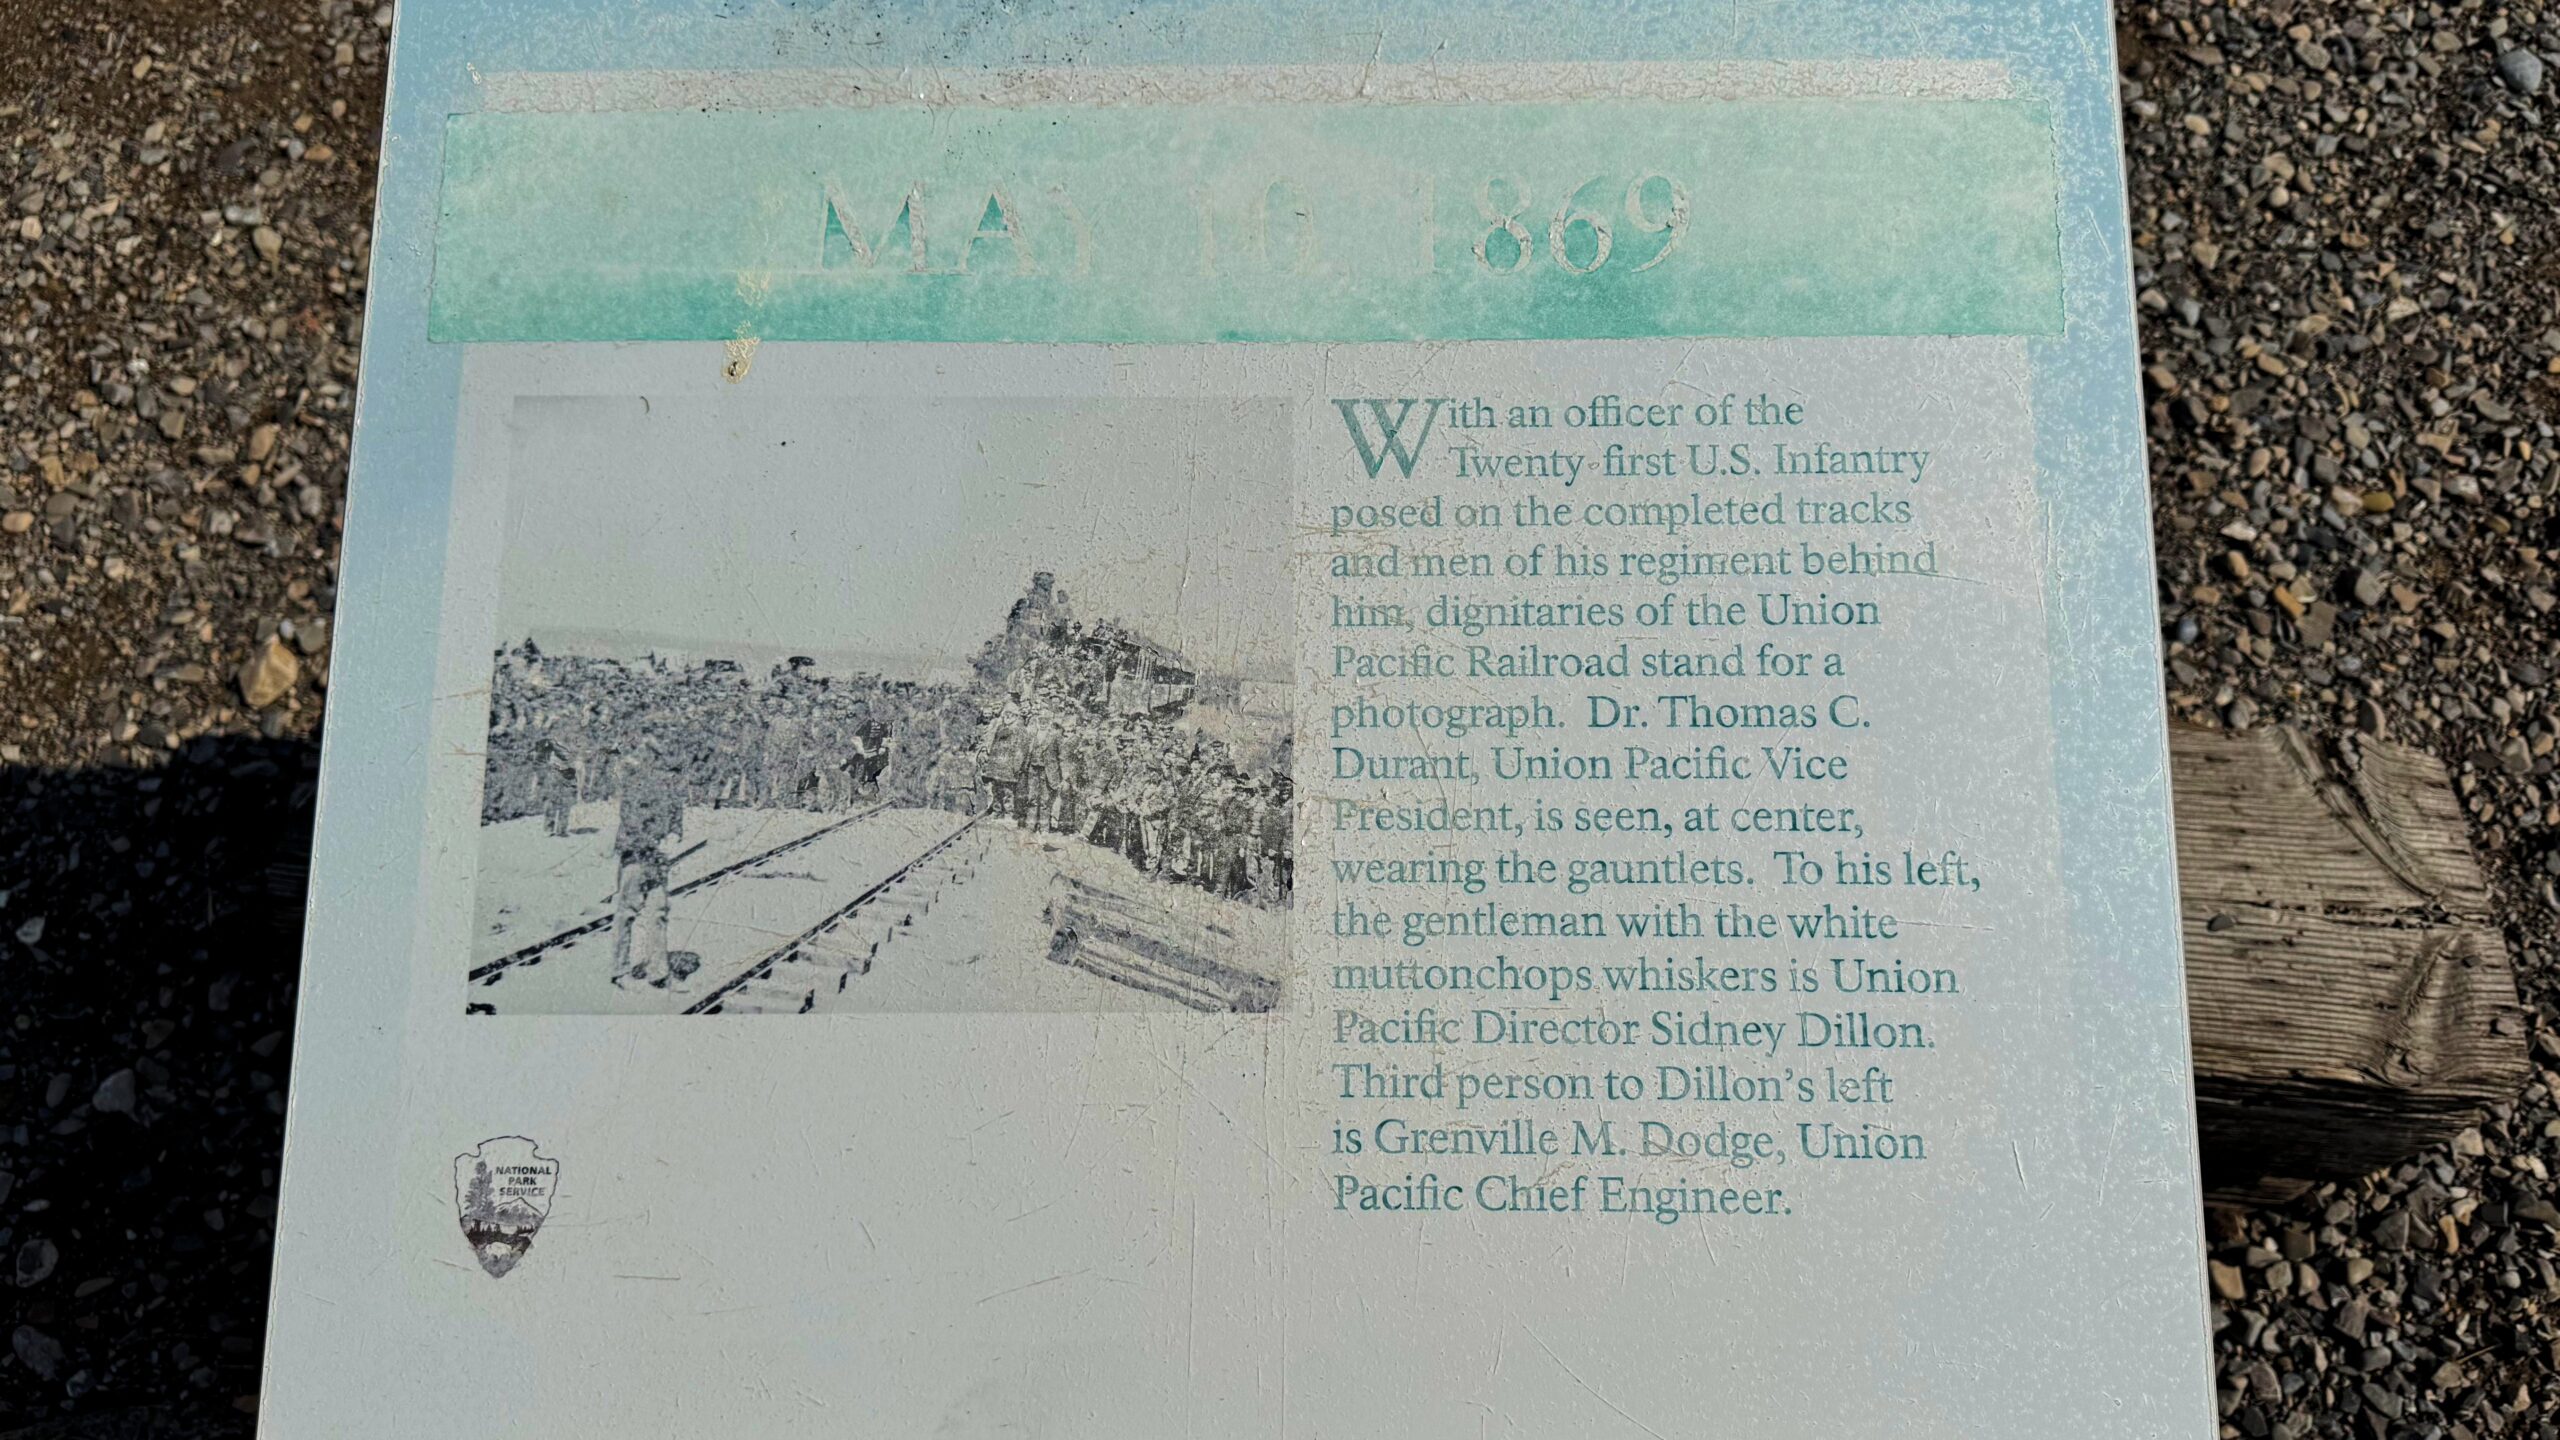 MAY 10, 1869
With an officer of the
Twenty-first U.S. Infantry
posed on the completed tracks
and men of his regiment behind
him, dignitaries of the Union
Pacific Railroad stand for a
photograph. Dr. Thomas C.
Durant, Union Pacific Vice
President, is seen, at center,
wearing the gauntlets. To his left,
the gentleman with the white
muttonchops whiskers is Union
Pacific Director Sidney Dillon.
Third person to Dillon's left
is Grenville M. Dodge, Union
Pacific Chief Engineer.
NATIONAL
PARK
SERVICE